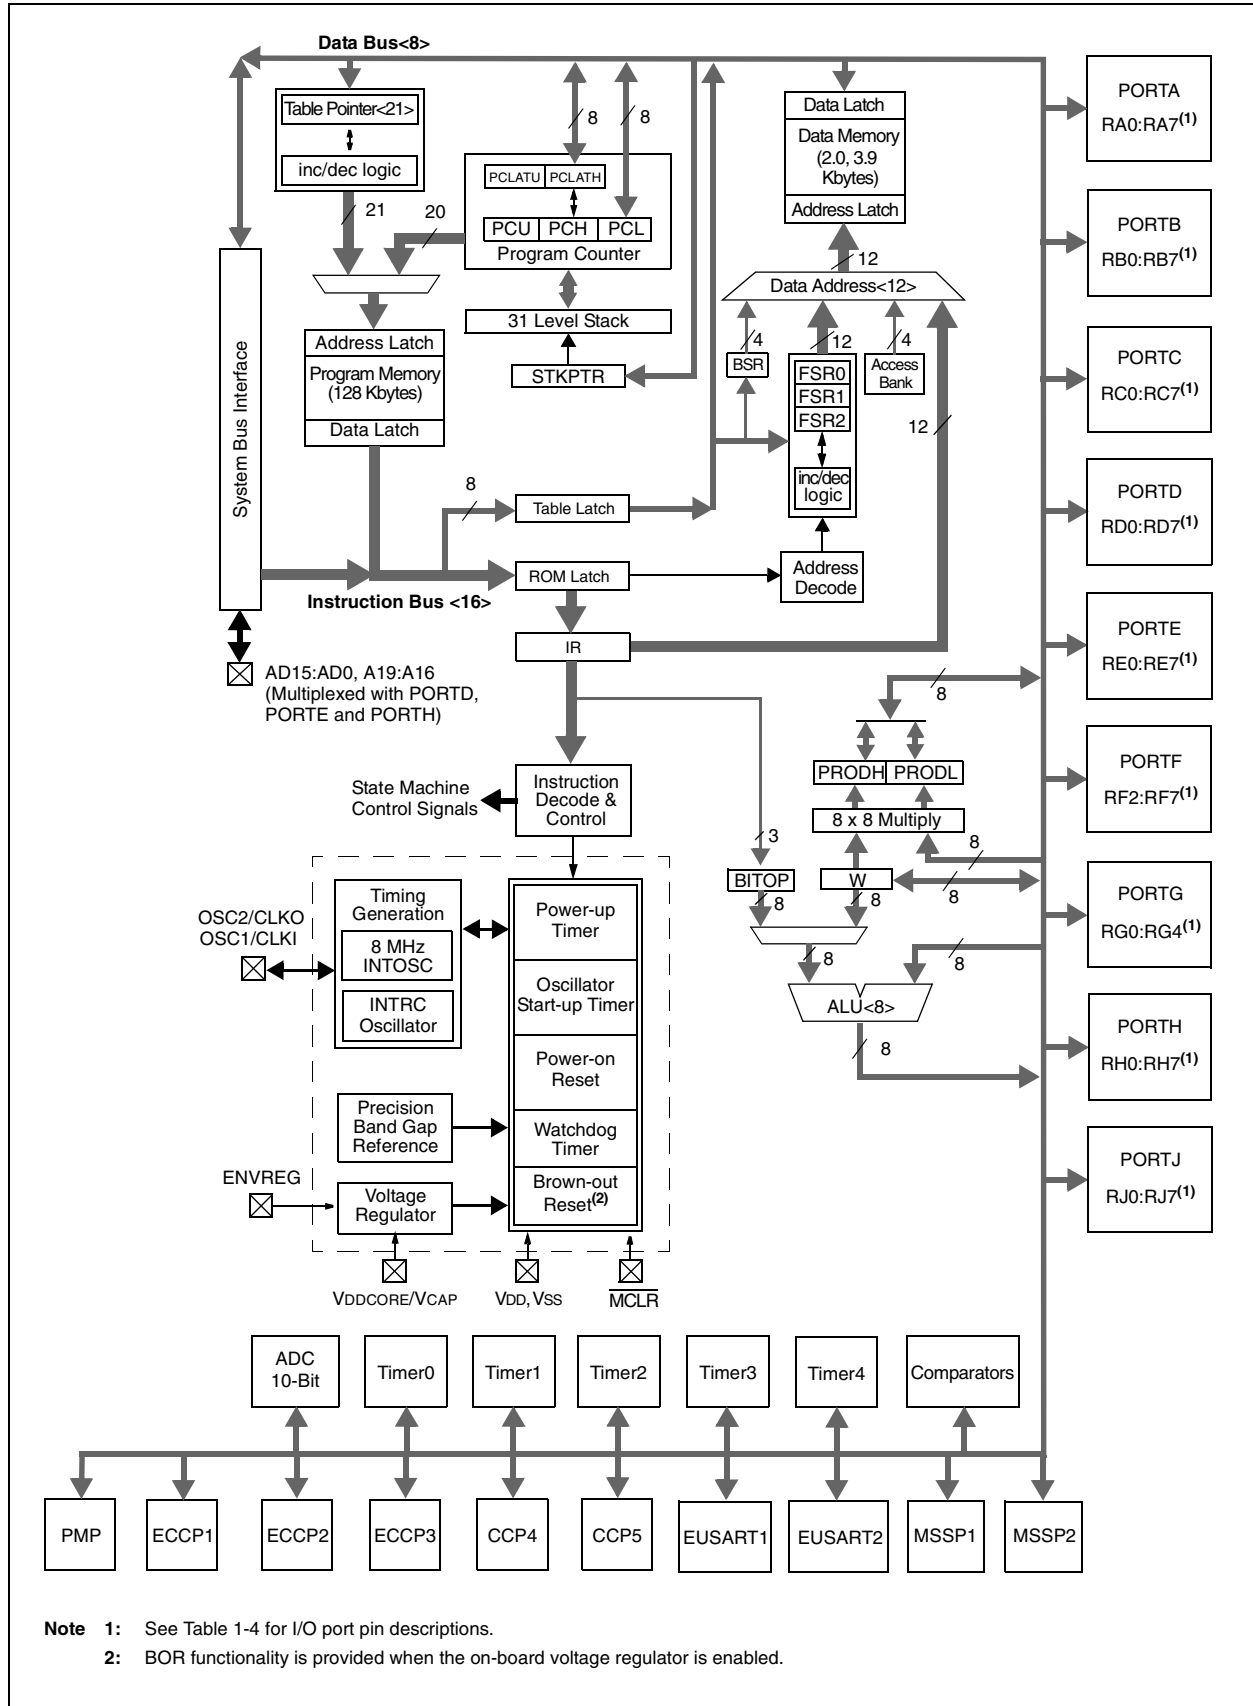 Data Bus<8>
Table Pointer<21>
inc/dec logic
21
20
8
8
PCLATU PCLATH
PCU PCH PCL
Program Counter
31 Level Stack
STKPTR
Data Latch
Data Memory
(2.0, 3.9
Kbytes)
Address Latch
12
Data Address<12>
4
12
4
BSR
FSR0
FSR1
FSR2
inc/dec
logic
Access
Bank
12
Address
Decode
System Bus Interface
Address Latch
Program Memory
(128 Kbytes)
Data Latch
8
Table Latch
ROM Latch
Instruction Bus <16>
IR
AD15:AD0, A19:A16
(Multiplexed with PORTD,
PORTE and PORTH)
State Machine
Control Signals
Instruction
Decode &
Control
8
PRODH PRODL
8 x 8 Multiply
3
8
BITOP
W
8
8
8
8
8
ALU<8>
8
OSC2/CLKO
OSC1/CLKI
Timing
Generation
8 MHz
INTOSC
INTRC
Oscillator
Power-up
Timer
Oscillator
Start-up Timer
Power-on
Reset
Watchdog
Timer
Brown-out
Reset(2)
Precision
Band Gap
Reference
ENVREG
Voltage
Regulator
VDDCORE/VCAP
VDD, VSS
MCLR
PORTA
RA0:RA7(1)
PORTB
RB0:RB7(1)
PORTC
RC0:RC7(1)
PORTD
RD0:RD7(1)
PORTE
RE0:RE7(1)
PORTF
RF2:RF7(1)
PORTG
RG0:RG4(1)
PORTH
RH0:RH7(1)
PORTJ
RJ0:RJ7(1)
ADC
10-Bit
Timer0
Timer1
Timer2
Timer3
Timer4
Comparators
PMP
ECCP1
ECCP2
ECCP3
CCP4
CCP5
EUSART1
EUSART2
MSSP1
MSSP2
Note 1: See Table 1-4 for I/O port pin descriptions.
2: BOR functionality is provided when the on-board voltage regulator is enabled.